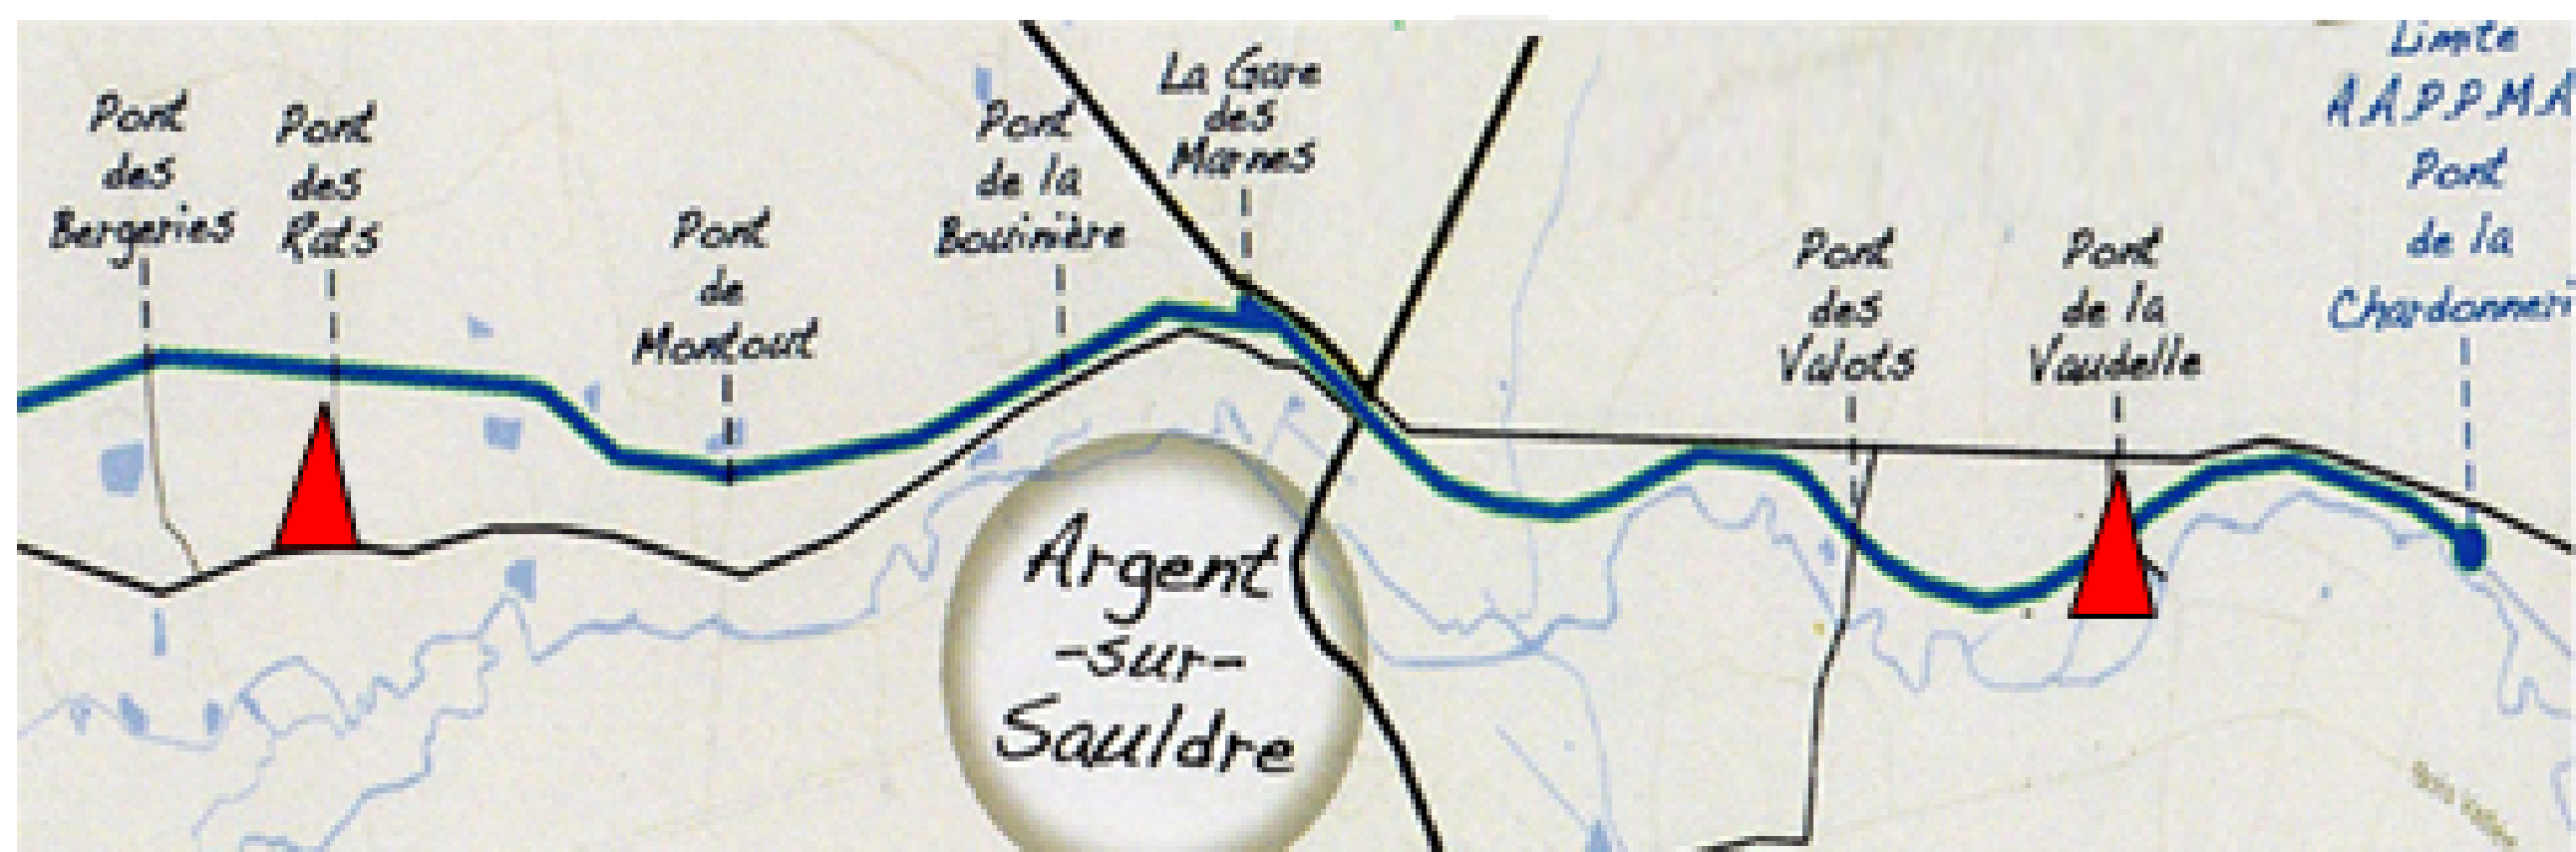 Pont
des
Bergeries
Pont
des
Rats
Pont
de
Montout
Pont
de la
Bouinière
La Gare
des
Marnes
Argent
-sur-
Sauldre
Pont
des
Valots
Pont
de la
Vaudelle
Limite
A.A.P.P.M.A
Pont
de la
Chardonneri